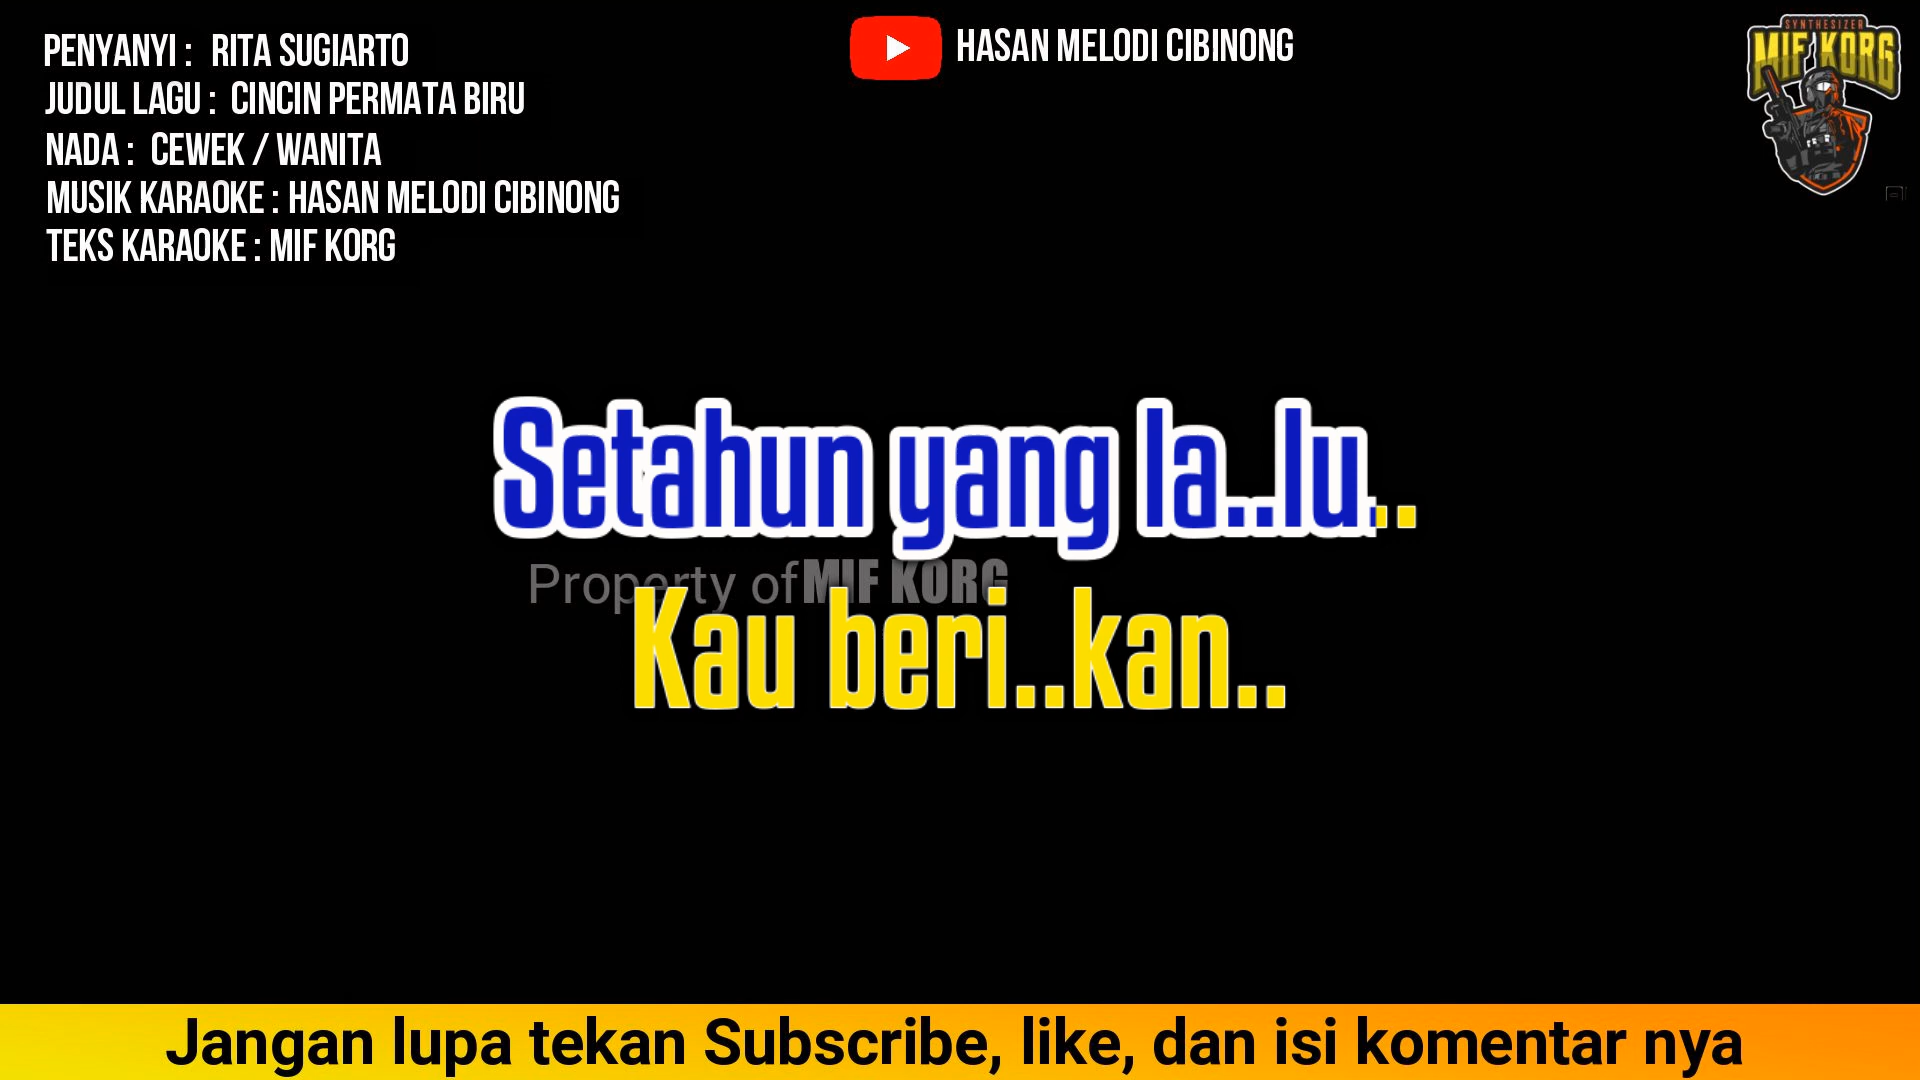 PENYANYI : RITA SUGIARTO
JUDUL LAGU : CINCIN PERMATA BIRU
NADA : CEWEK / WANITA
MUSIK KARAOKE : HASAN MELODI CIBINONG
TEKS KARAOKE : MIF KORG
HASAN MELODI CIBINONG
SYNTHESIZER
MIF KORG
Setahun yang la..lu..
Property of MIF KORG
Kau beri..kan..
Jangan lupa tekan Subscribe, like, dan isi komentar nya